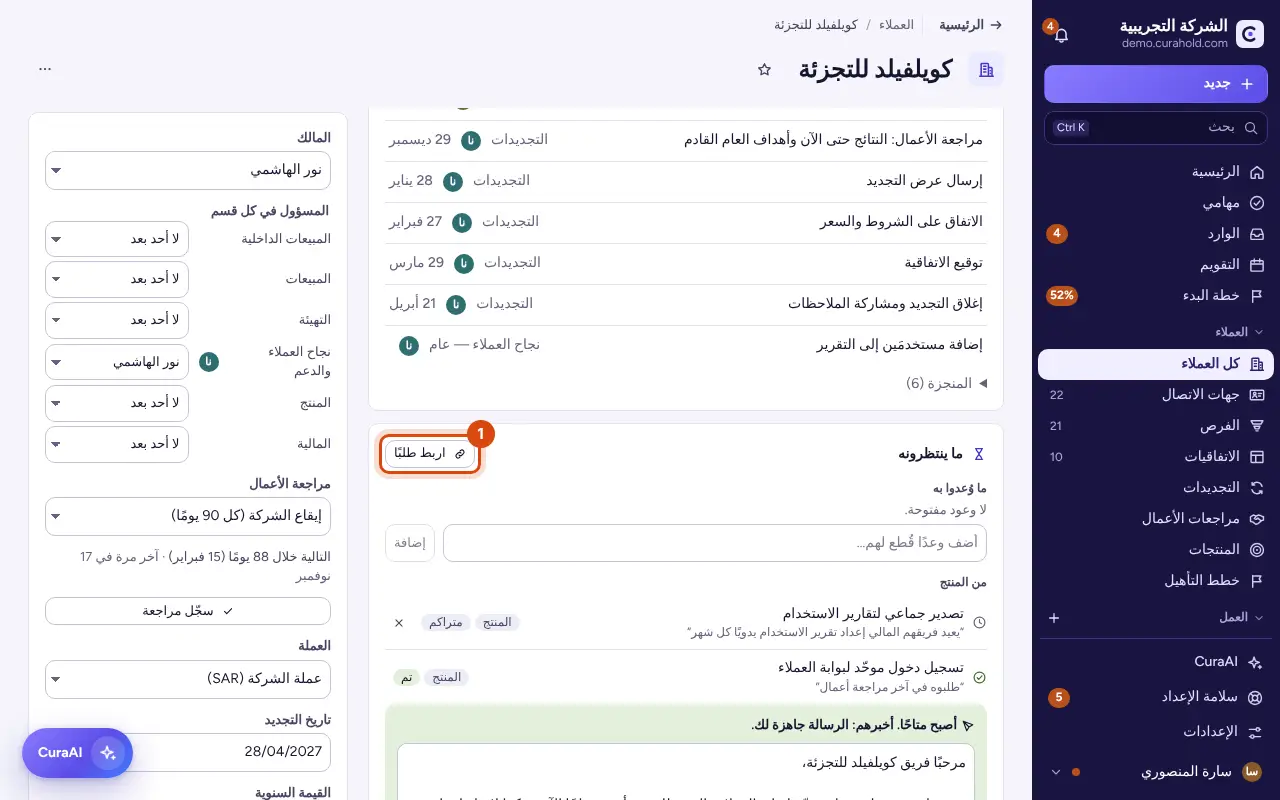 الشركة التجريبية
demo.curahold.com
4
جديد
بحث
Ctrl K
الرئيسية
مهامي
الوارد
4
التقويم
خطة البدء
52%
العملاء
كل العملاء
جهات الاتصال
22
الفرص
21
الاتفاقيات
10
التجديدات
مراجعات الأعمال
المنتجات
خطط التأهيل
العمل
CuraAI
سلامة الإعداد
5
الإعدادات
سا
سارة المنصوري
الرئيسية
العملاء / كويلفيلد للتجزئة
كويلفيلد للتجزئة
مراجعة الأعمال: النتائج حتى الآن وأهداف العام القادم التجديدات نا 29 ديسمبر
إرسال عرض التجديد التجديدات نا 28 يناير
الاتفاق على الشروط والسعر التجديدات نا 27 فبراير
توقيع الاتفاقية التجديدات نا 29 مارس
إغلاق التجديد ومشاركة الملاحظات التجديدات نا 21 أبريل
إضافة مستخدمَين إلى التقرير نجاح العملاء — عام نا
المنجزة (6)
ما ينتظرونه
اربط طلبًا
1
ما وُعدوا به
لا وعود مفتوحة.
أضف وعدًا قُطع لهم...
إضافة
من المنتج
تصدير جماعي لتقارير الاستخدام
المنتج
متراكم
"يعيد فريقهم المالي إعداد تقرير الاستخدام يدويًا كل شهر"
تسجيل دخول موحّد لبوابة العملاء
المنتج
تم
"طلبوه في آخر مراجعة أعمال"
أصبح متاحًا. أخبرهم: الرسالة جاهزة لك.
مرحبًا فريق كويلفيلد للتجزئة،
المالك
نور الهاشمي
المسؤول في كل قسم
المبيعات الداخلية
لا أحد بعد
المبيعات
لا أحد بعد
التهيئة
لا أحد بعد
نجاح العملاء والدعم
نا
نور الهاشمي
المنتج
لا أحد بعد
المالية
لا أحد بعد
مراجعة الأعمال
إيقاع الشركة (كل 90 يومًا)
التالية خلال 88 يومًا (15 فبراير) · آخر مرة في 17
نوفمبر
سجّل مراجعة
العملة
عملة الشركة (SAR)
تاريخ التجديد
28/04/2027
القيمة السنوية
CuraAI